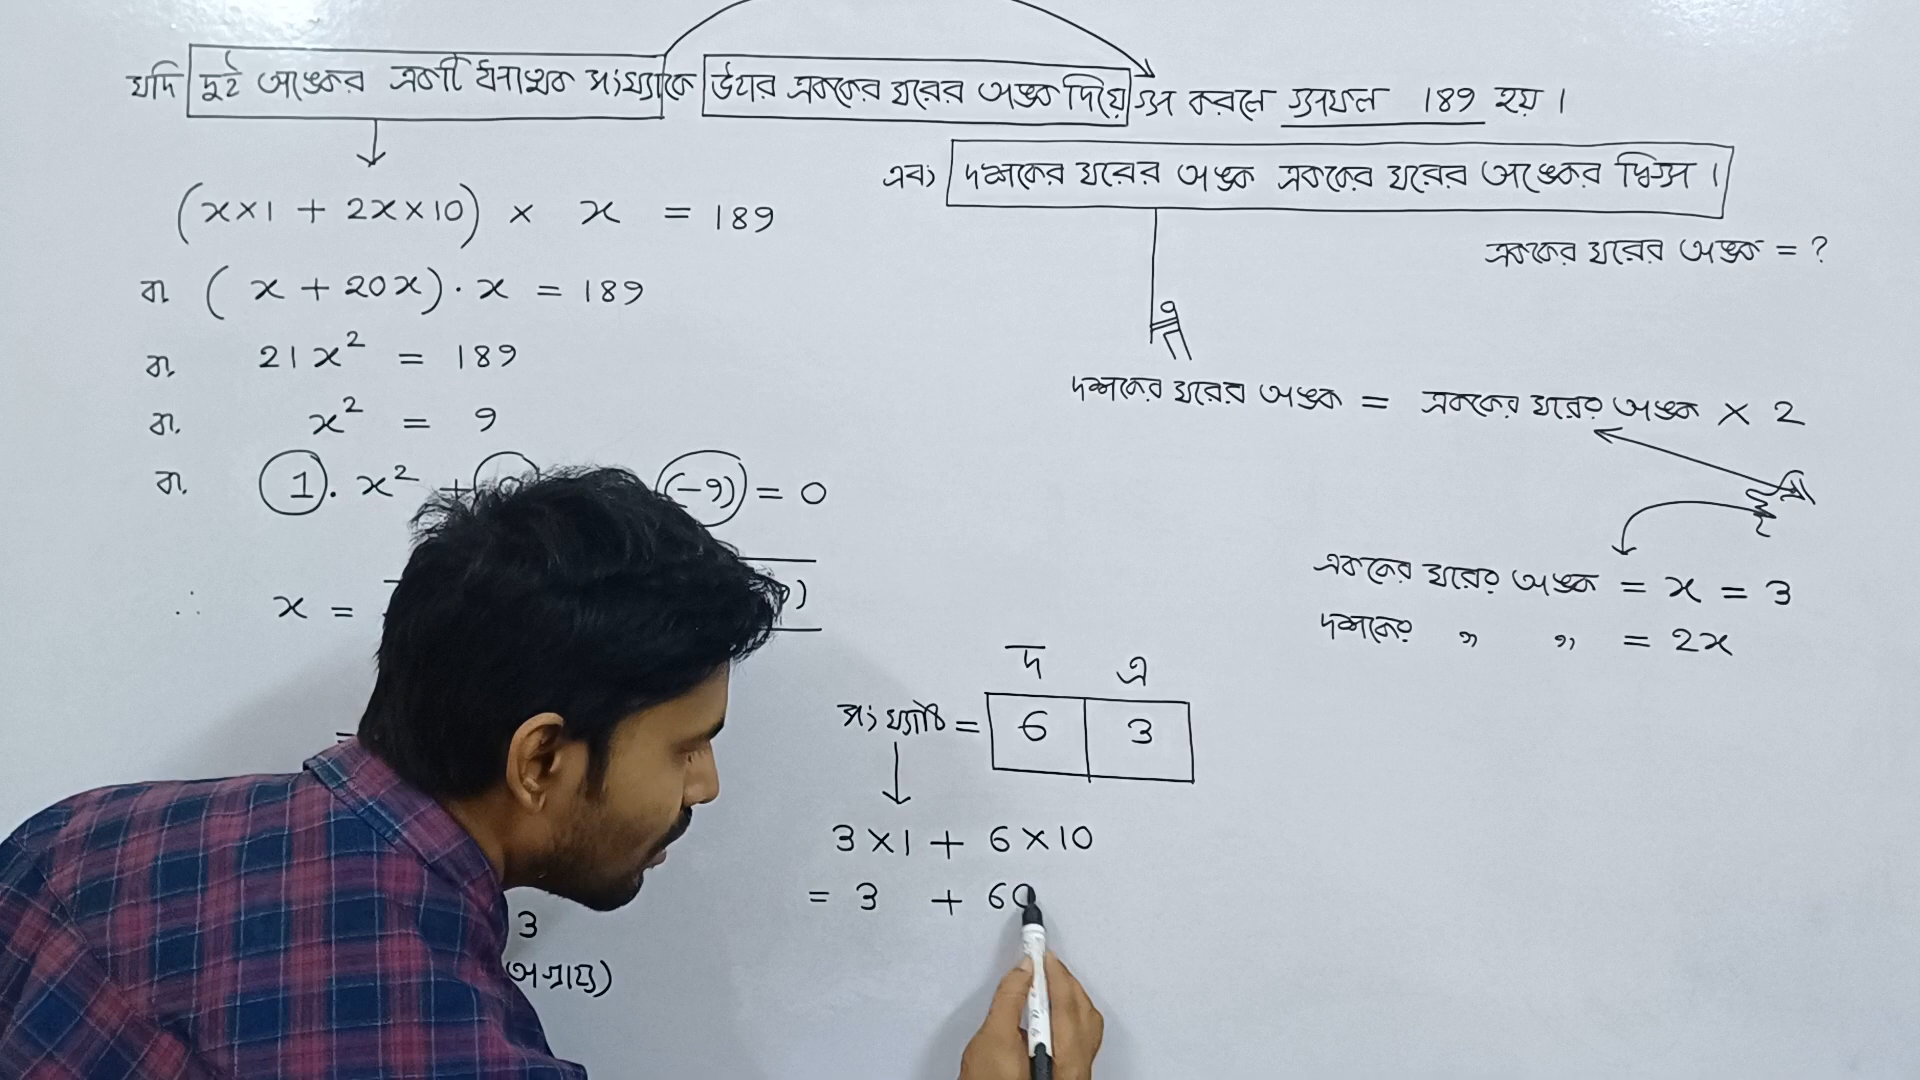 যদি দুই অঙ্কের একটি ধনাত্মক সংখ্যাকে উহার এককের ঘরের অঙ্ক দিয়ে গুণ করলে গুণফল 189 হয়।
এবং দশকের ঘরের অঙ্ক এককের ঘরের অঙ্কের দ্বিগুণ।
এককের ঘরের অঙ্ক = ?
(x×1 + 2x×10) × x = 189
বা, (x + 20x)·x = 189
বা, 21x² = 189
বা, x² = 9
বা, 1·x² + (-9) = 0
∴ x =
=
3
অগ্রাহ্য)
দশকের ঘরের অঙ্ক = এককের ঘরের অঙ্ক × 2
এককের ঘরের অঙ্ক = x = 3
দশকের " " = 2x
দ এ
সংখ্যাটি = 6 3
3×1 + 6×10
= 3 + 60